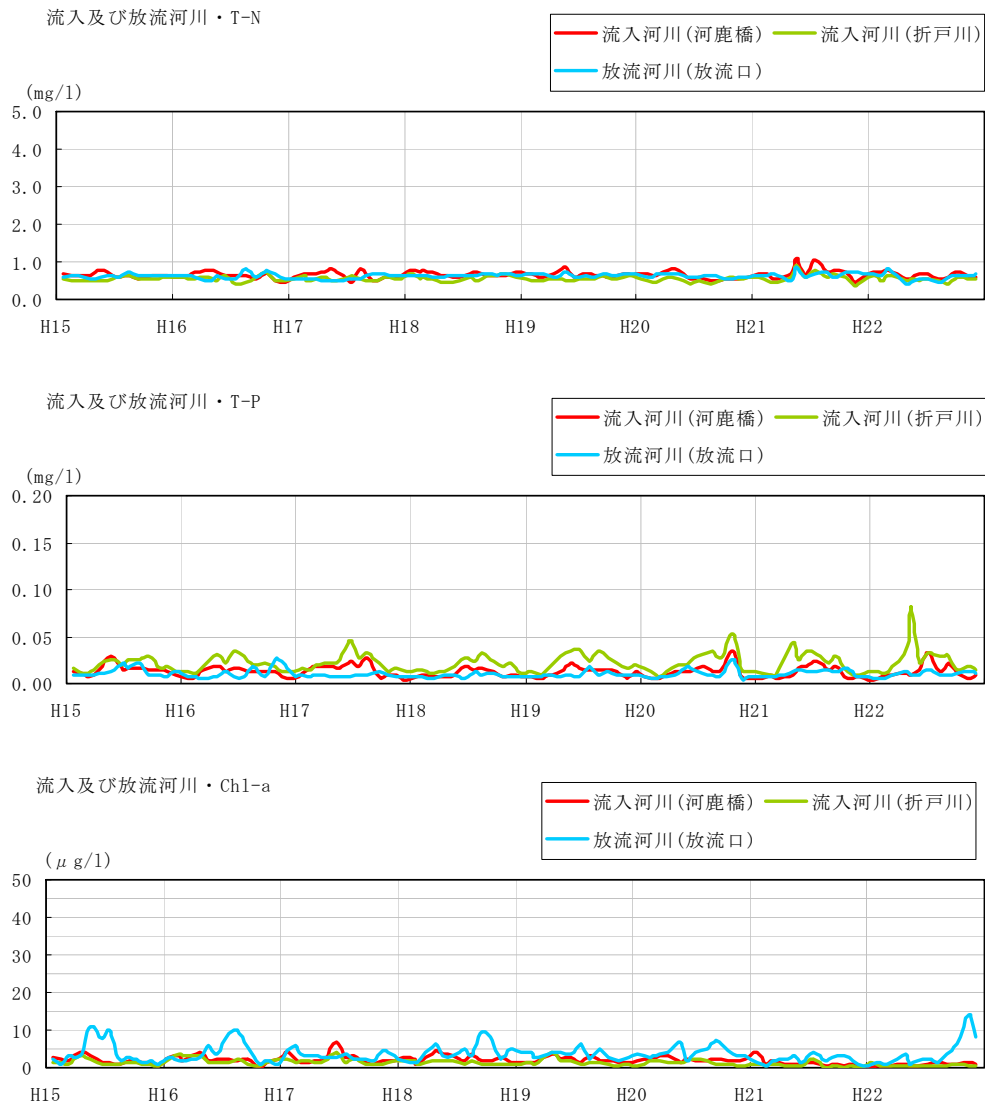 流入及び放流河川・T-N
流入河川(河鹿橋) 流入河川(折戸川)
放流河川(放流口)
(mg/l)
5.0
4.0
3.0
2.0
1.0
0.0
H15 H16 H17 H18 H19 H20 H21 H22
流入及び放流河川・T-P
流入河川(河鹿橋) 流入河川(折戸川)
放流河川(放流口)
(mg/l)
0.20
0.15
0.10
0.05
0.00
H15 H16 H17 H18 H19 H20 H21 H22
流入及び放流河川・Chl-a
流入河川(河鹿橋) 流入河川(折戸川)
放流河川(放流口)
(μg/l)
50
40
30
20
10
0
H15 H16 H17 H18 H19 H20 H21 H22